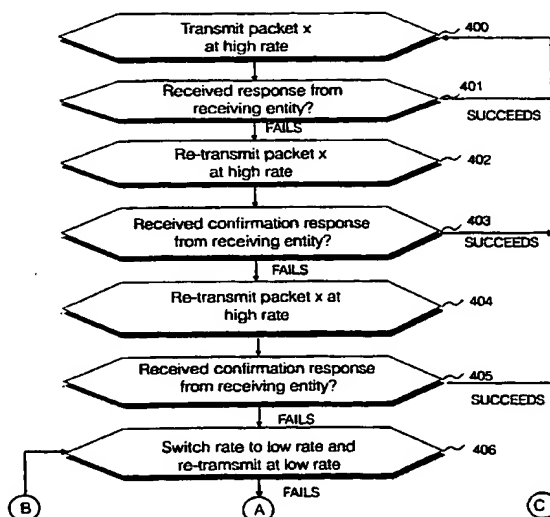 Transmit packet x
at high rate
400
Received response from
receiving entity?
401
SUCCEEDS
FAILS
Re-transmit packet x
at high rate
402
Received confirmation response
from receiving entity?
403
SUCCEEDS
FAILS
Re-transmit packet x at
high rate
404
Received confirmation response
from receiving entity?
405
SUCCEEDS
FAILS
Switch rate to low rate and
re-tramsmit at low rate
406
FAILS
B
A
C